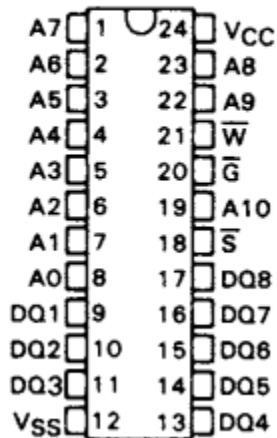 A7 1 24 VCC
A6 2 23 A8
A5 3 22 A9
A4 4 21 W̅
A3 5 20 G̅
A2 6 19 A10
A1 7 18 S̅
A0 8 17 DQ8
DQ1 9 16 DQ7
DQ2 10 15 DQ6
DQ3 11 14 DQ5
VSS 12 13 DQ4